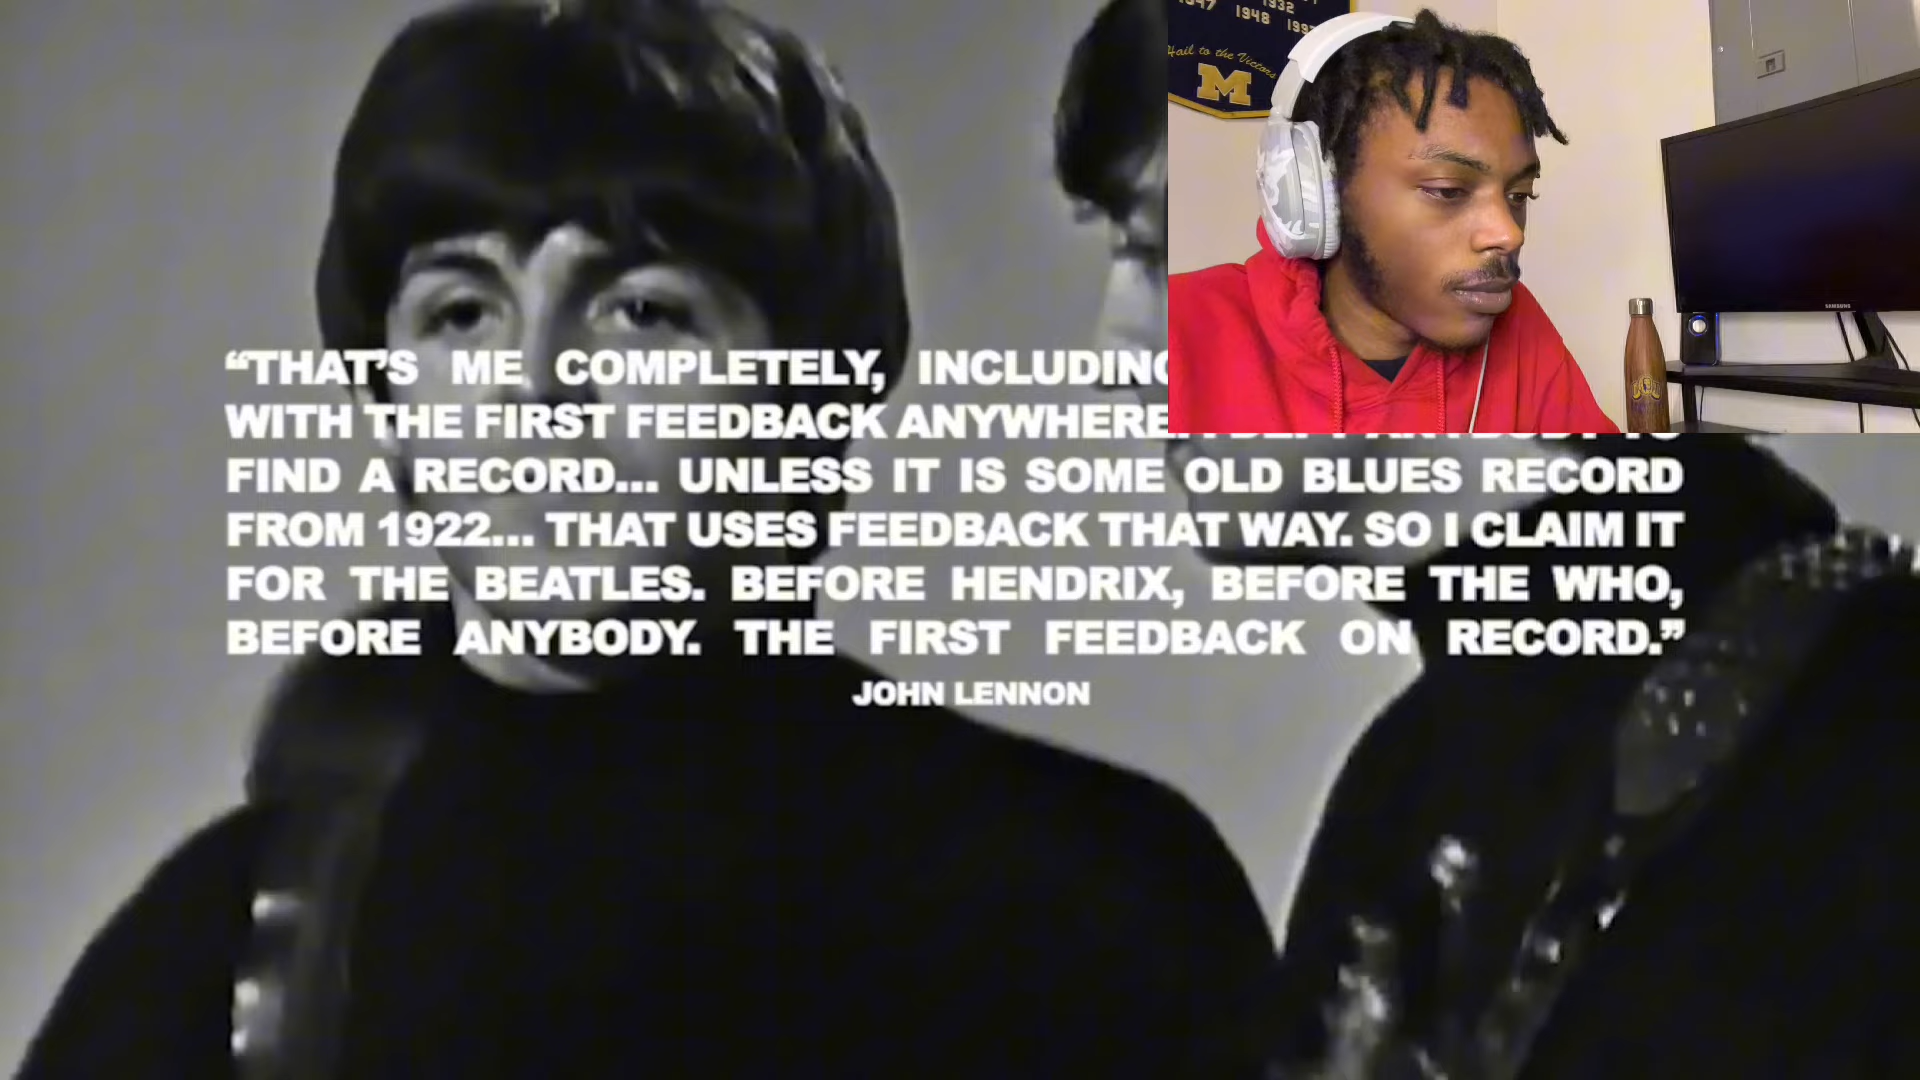 1947 1948 1932 199
Hail to the Victors
M
SAMSUNG
“THAT’S ME COMPLETELY, INCLUDING
WITH THE FIRST FEEDBACK ANYWHERE.
FIND A RECORD... UNLESS IT IS SOME OLD BLUES RECORD
FROM 1922... THAT USES FEEDBACK THAT WAY. SO I CLAIM IT
FOR THE BEATLES. BEFORE HENDRIX, BEFORE THE WHO,
BEFORE ANYBODY. THE FIRST FEEDBACK ON RECORD.”
JOHN LENNON